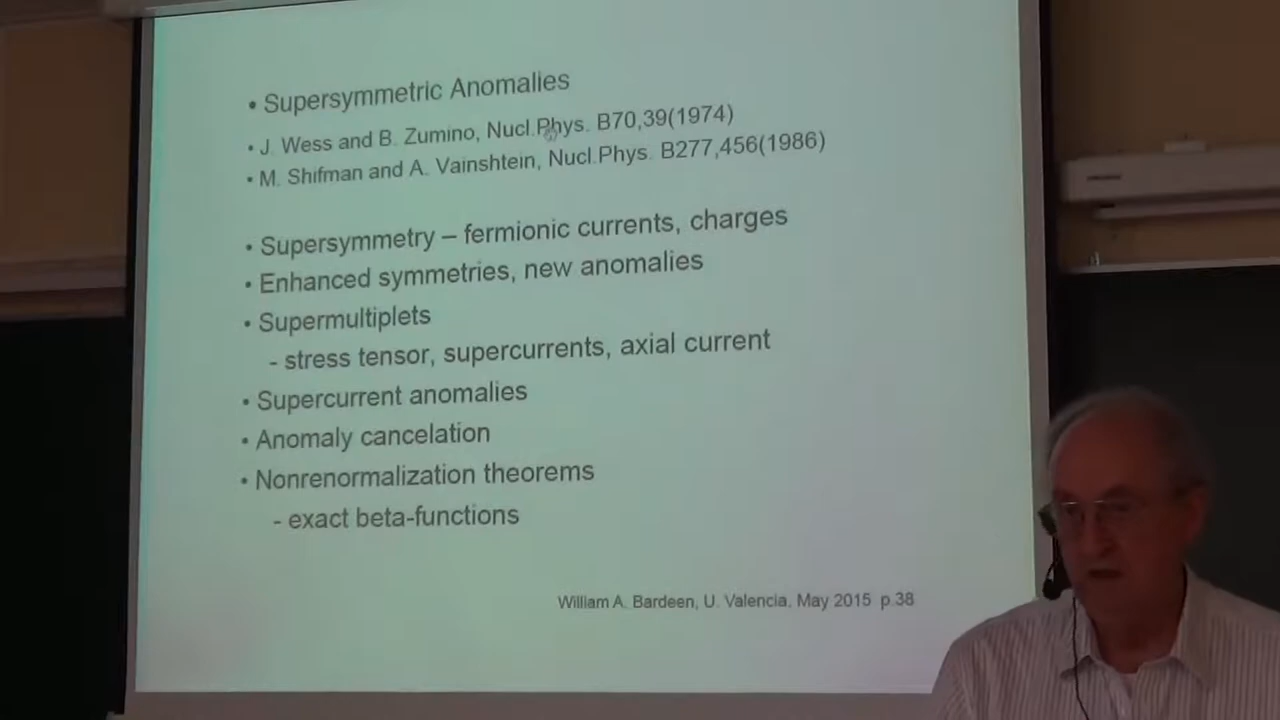 • Supersymmetric Anomalies
• J. Wess and B. Zumino, Nucl.Phys. B70,39(1974)
• M. Shifman and A. Vainshtein, Nucl.Phys. B277,456(1986)
• Supersymmetry – fermionic currents, charges
• Enhanced symmetries, new anomalies
• Supermultiplets
- stress tensor, supercurrents, axial current
• Supercurrent anomalies
• Anomaly cancelation
• Nonrenormalization theorems
- exact beta-functions
William A. Bardeen, U. Valencia, May 2015 p.38